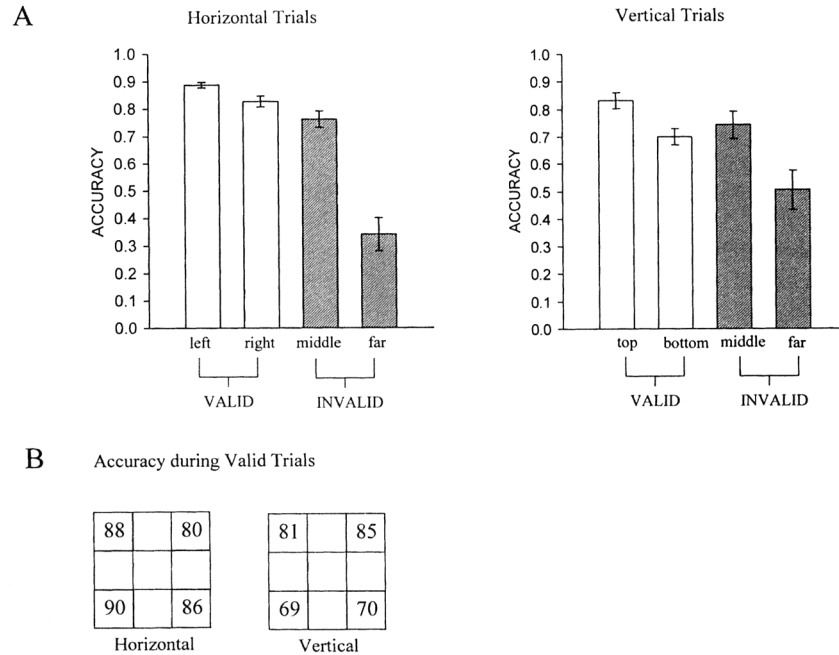 A
Horizontal Trials
1.0
0.9
0.8
0.7
0.6
0.5
0.4
0.3
0.2
0.1
0.0
ACCURACY
left right middle far
VALID INVALID
Vertical Trials
1.0
0.9
0.8
0.7
0.6
0.5
0.4
0.3
0.2
0.1
0.0
ACCURACY
top bottom middle far
VALID INVALID
B Accuracy during Valid Trials
88 80
90 86
Horizontal
81 85
69 70
Vertical